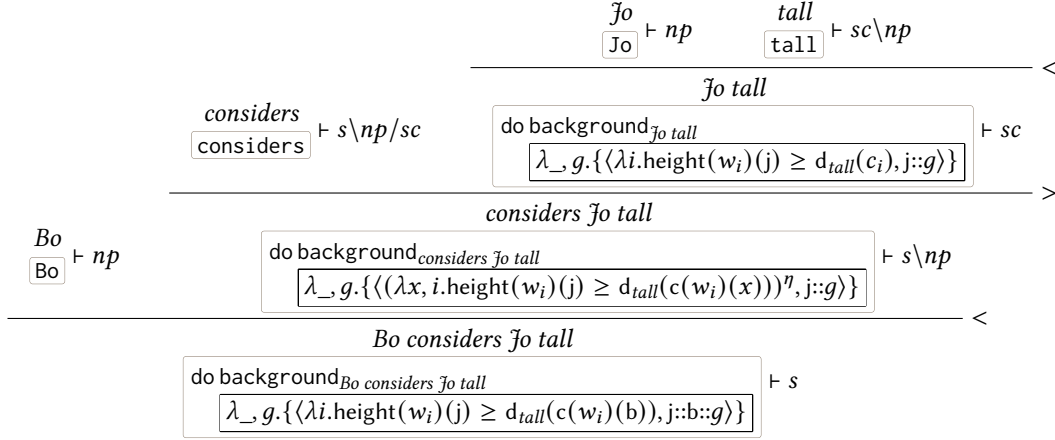 Jo tall
Jo ⊢ np tall ⊢ sc\np
<
Jo tall
considers
considers ⊢ s\np/sc
do background_Jo tall
λ_, g.{⟨λi.height(w_i)(j) ≥ d_tall(c_i), j::g⟩} ⊢ sc
>
considers Jo tall
Bo
Bo ⊢ np
do background_considers Jo tall
λ_, g.{⟨(λx, i.height(w_i)(j) ≥ d_tall(c(w_i)(x)))^η, j::g⟩} ⊢ s\np
<
Bo considers Jo tall
do background_Bo considers Jo tall ⊢ s
λ_, g.{⟨λi.height(w_i)(j) ≥ d_tall(c(w_i)(b)), j::b::g⟩}